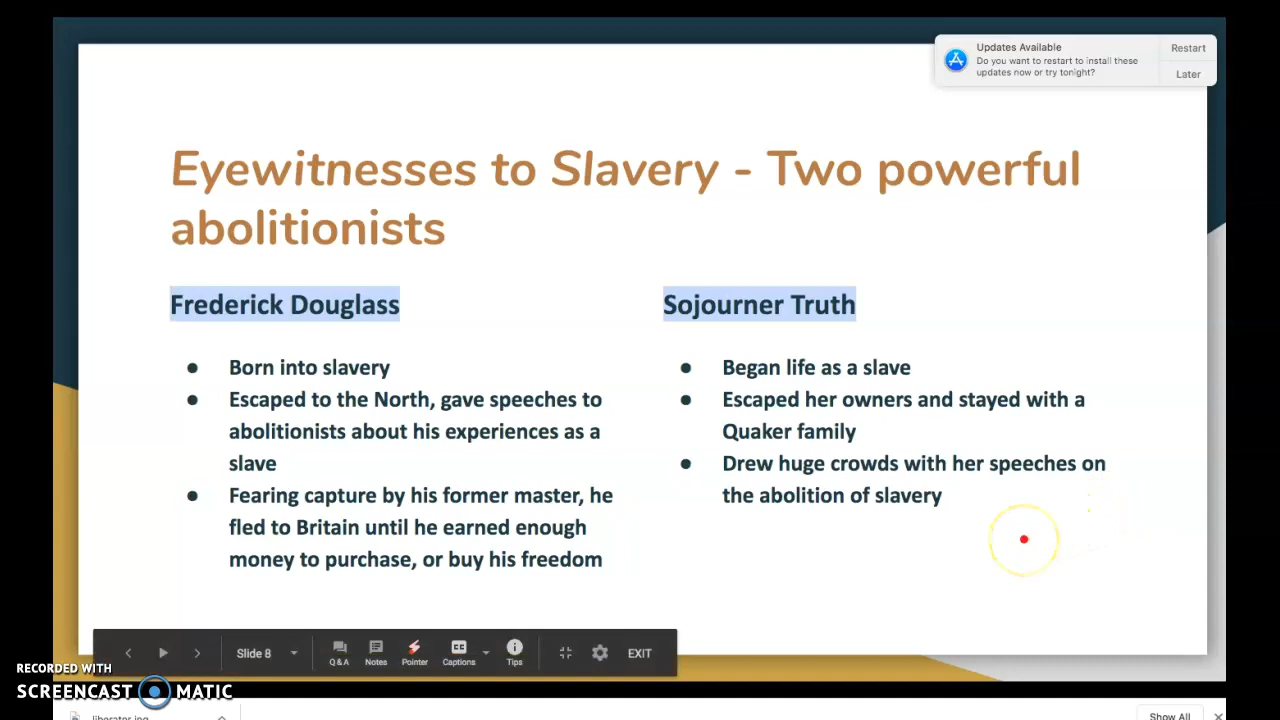 Updates Available
Restart
Do you want to restart to install these
updates now or try tonight?
Later
Eyewitnesses to Slavery - Two powerful
abolitionists
Frederick Douglass
● Born into slavery
● Escaped to the North, gave speeches to
abolitionists about his experiences as a
slave
● Fearing capture by his former master, he
fled to Britain until he earned enough
money to purchase, or buy his freedom
Sojourner Truth
● Began life as a slave
● Escaped her owners and stayed with a
Quaker family
● Drew huge crowds with her speeches on
the abolition of slavery
Slide 8
Q & A
Notes
Pointer
CC
Captions
Tips
EXIT
RECORDED WITH
SCREENCAST MATIC
liberator.jpg
Show All